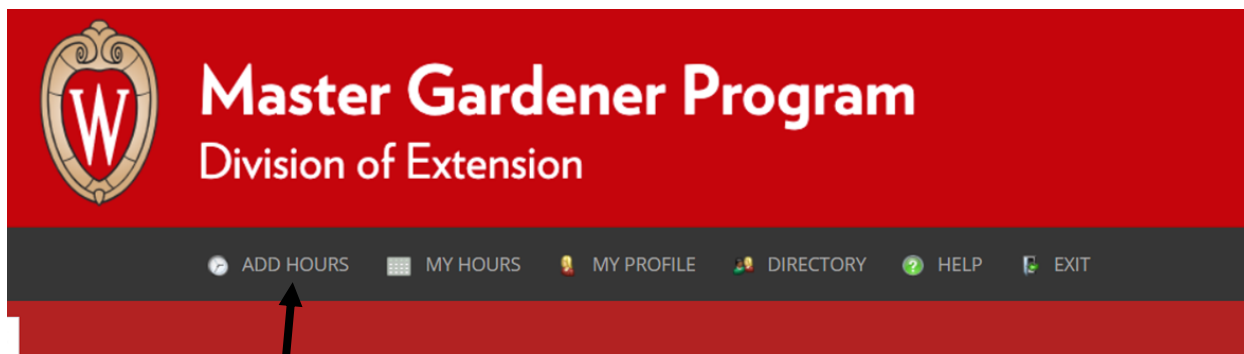 W
Master Gardener Program
Division of Extension
ADD HOURS MY HOURS MY PROFILE DIRECTORY ? HELP EXIT